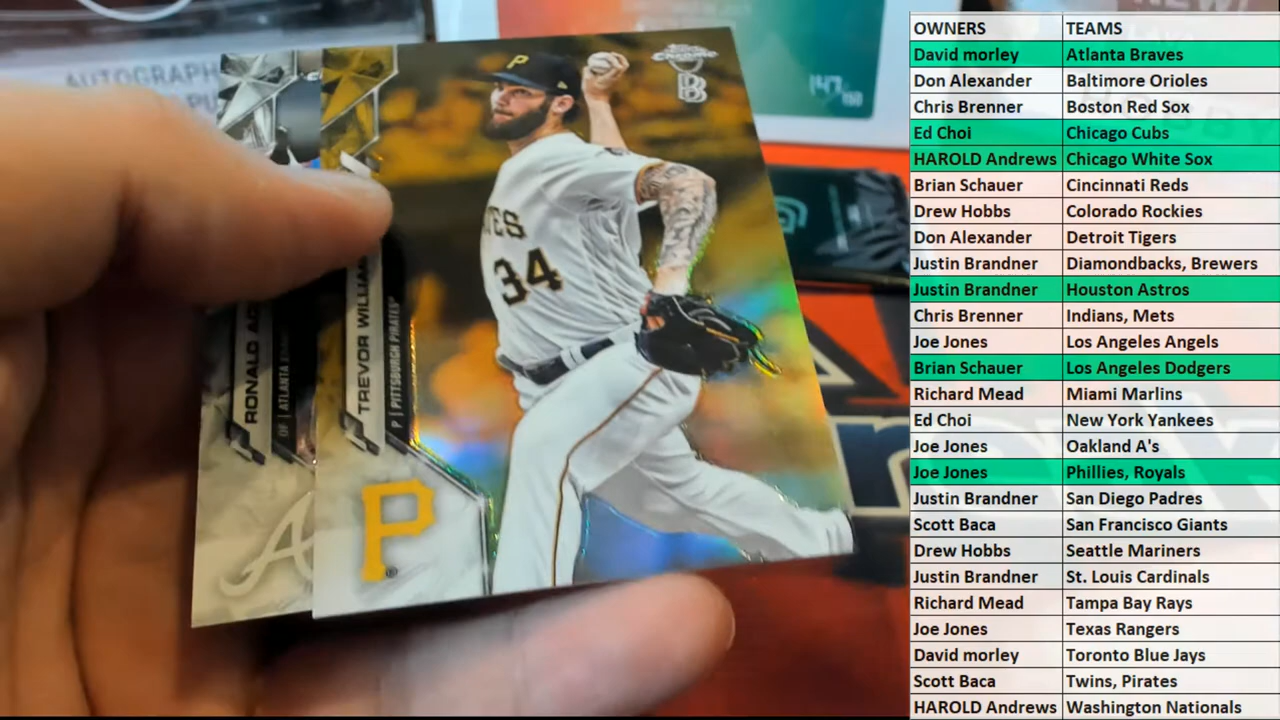 AUTOGRAPH
147/150
CHROME
B
P
34
RONALD
OF | ATLANTA
TREVOR WILLIAM
P | PITTSBURGH PIRATES®
A
P
OWNERS TEAMS
David morley Atlanta Braves
Don Alexander Baltimore Orioles
Chris Brenner Boston Red Sox
Ed Choi Chicago Cubs
HAROLD Andrews Chicago White Sox
Brian Schauer Cincinnati Reds
Drew Hobbs Colorado Rockies
Don Alexander Detroit Tigers
Justin Brandner Diamondbacks, Brewers
Justin Brandner Houston Astros
Chris Brenner Indians, Mets
Joe Jones Los Angeles Angels
Brian Schauer Los Angeles Dodgers
Richard Mead Miami Marlins
Ed Choi New York Yankees
Joe Jones Oakland A's
Joe Jones Phillies, Royals
Justin Brandner San Diego Padres
Scott Baca San Francisco Giants
Drew Hobbs Seattle Mariners
Justin Brandner St. Louis Cardinals
Richard Mead Tampa Bay Rays
Joe Jones Texas Rangers
David morley Toronto Blue Jays
Scott Baca Twins, Pirates
HAROLD Andrews Washington Nationals